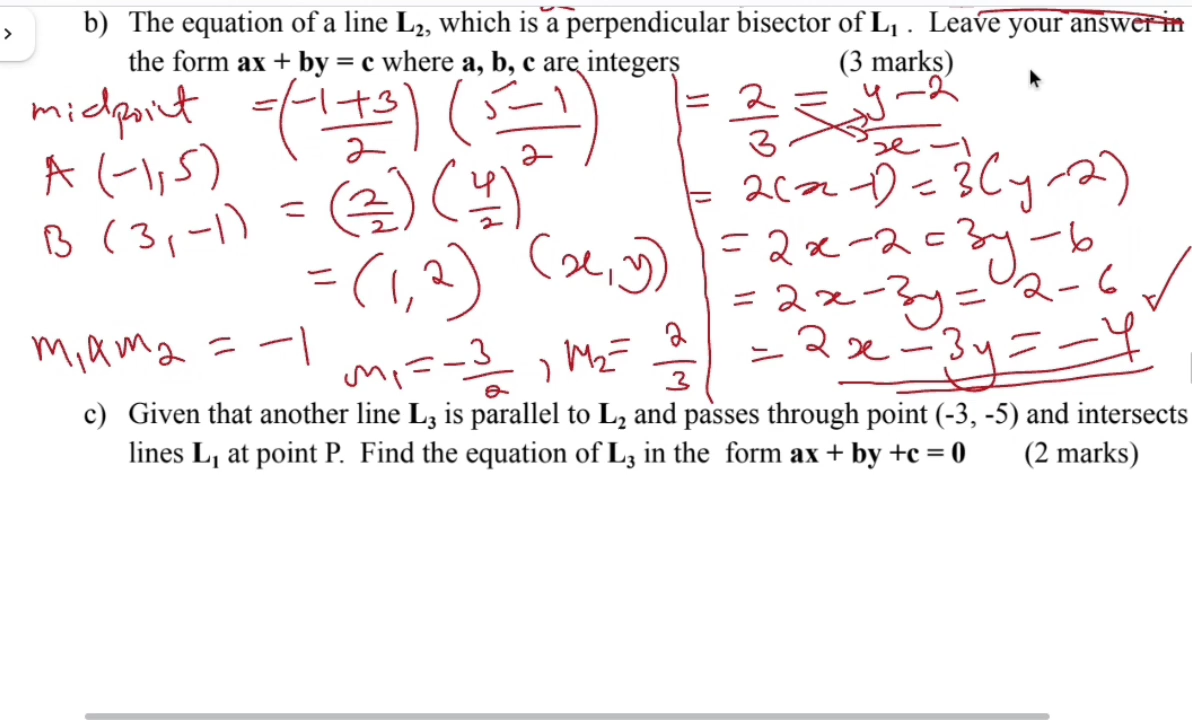 b) The equation of a line L₂, which is a perpendicular bisector of L₁ . Leave your answer in
the form ax + by = c where a, b, c are integers (3 marks)
midpoint = (-1+3/2) (5-1/2)
A (-1,5)
B (3,-1) = (2/2) (4/2)
= (1,2) (x,y)
m₁xm₂ = -1 m₁ = -3/2 , M₂ = 2/3
= 2/3 = y-2/x-1
= 2(x-1) = 3(y-2)
= 2x-2 = 3y-6
= 2x-3y = 2-6 ✓
= 2x-3y = -4
c) Given that another line L₃ is parallel to L₂ and passes through point (-3, -5) and intersects
lines L₁ at point P. Find the equation of L₃ in the form ax + by +c = 0 (2 marks)